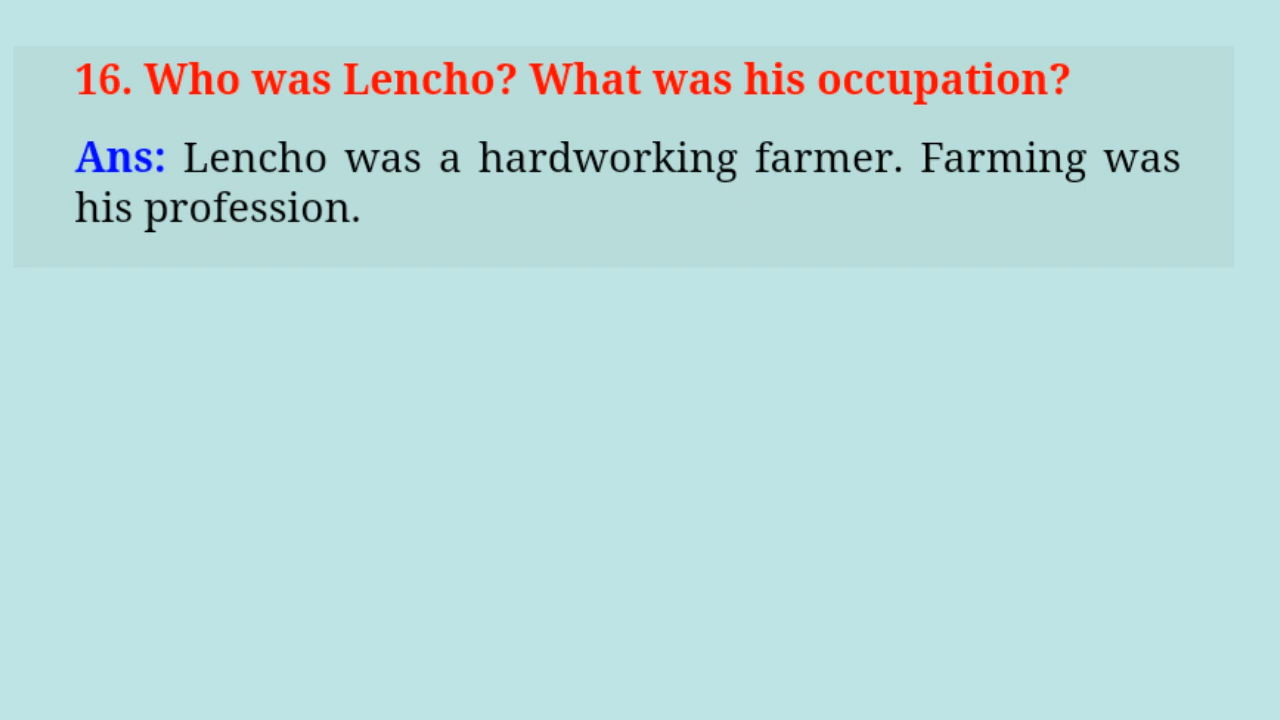 16. Who was Lencho? What was his occupation?
Ans: Lencho was a hardworking farmer. Farming was
his profession.